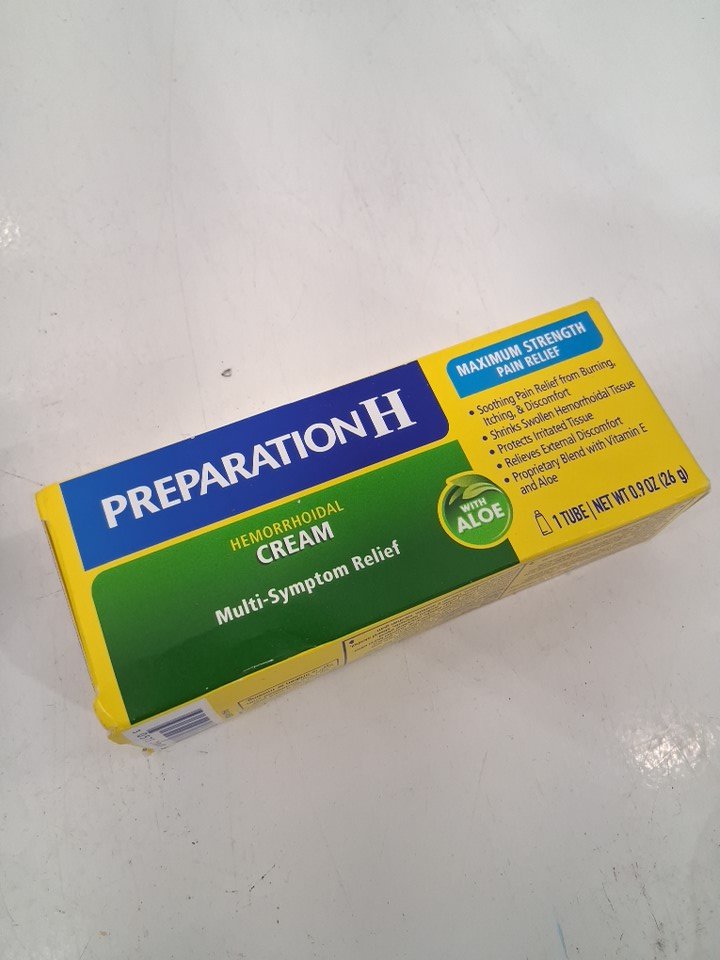 PREPARATION H
HEMORRHOIDAL
CREAM
Multi-Symptom Relief
WITH
ALOE
MAXIMUM STRENGTH
PAIN RELIEF
• Soothing Pain Relief from Burning,
Itching, & Discomfort
• Shrinks Swollen Hemorrhoidal Tissue
• Protects Irritated Tissue
• Relieves External Discomfort
• Proprietary Blend with Vitamin E
and Aloe
1 TUBE | NET WT 0.9 OZ (26 g)